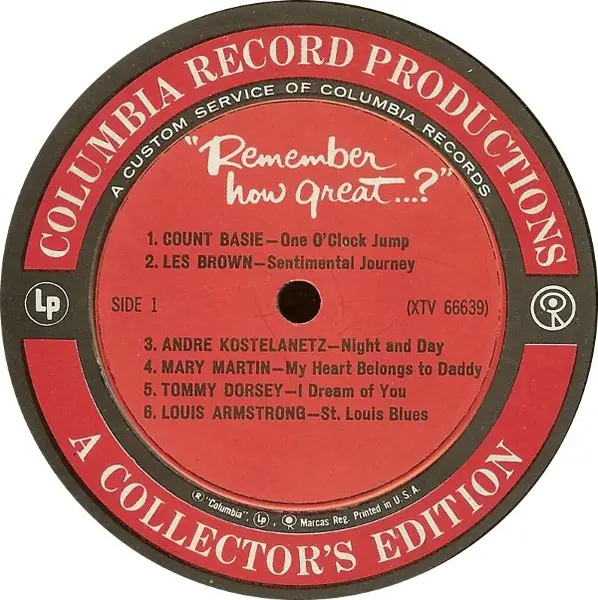 COLUMBIA RECORD PRODUCTIONS
A CUSTOM SERVICE OF COLUMBIA RECORDS
"Remember
how great...?"
1. COUNT BASIE—One O'Clock Jump
2. LES BROWN—Sentimental Journey
Lp
SIDE 1
(XTV 66639)
3. ANDRE KOSTELANETZ—Night and Day
4. MARY MARTIN—My Heart Belongs to Daddy
5. TOMMY DORSEY—I Dream of You
6. LOUIS ARMSTRONG—St. Louis Blues
® "Columbia", Lp, Marcas Reg. Printed in U.S.A.
A COLLECTOR'S EDITION